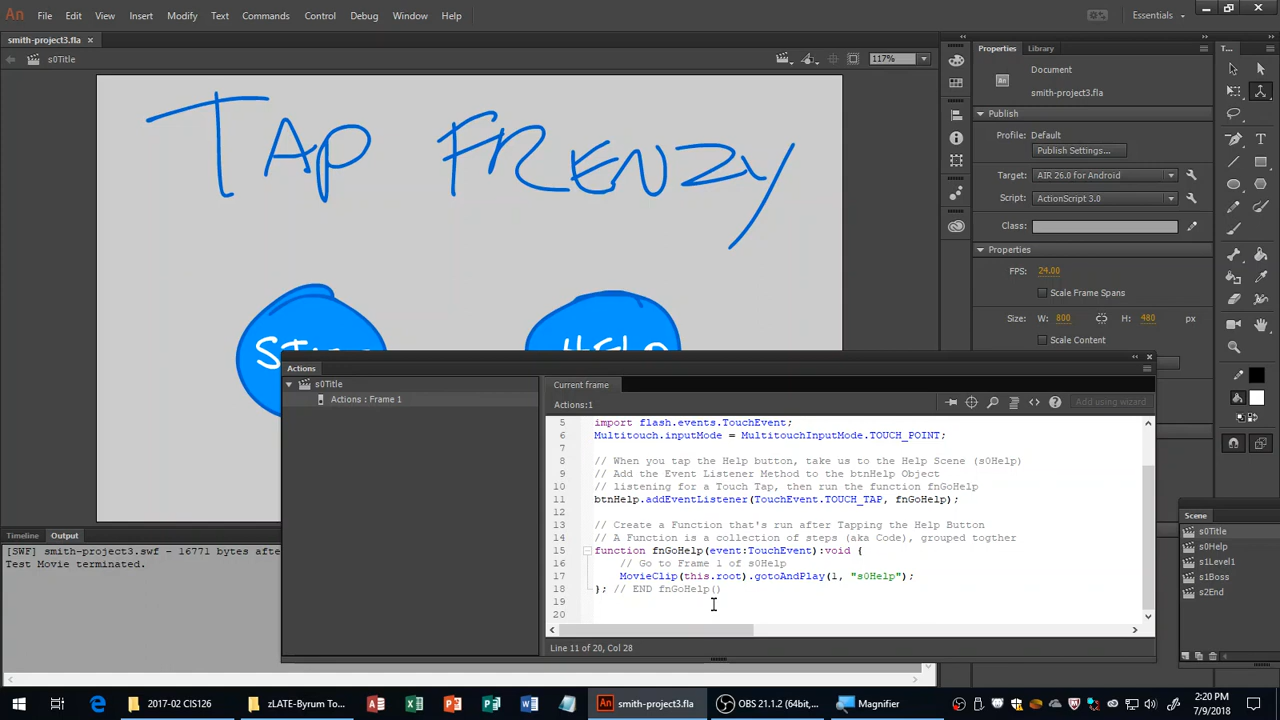 An File Edit View Insert Modify Text Commands Control Debug Window Help Essentials
smith-project3.fla ×
s0Title 117%
TAP FRENZY
HELP
Properties Library
Document
smith-project3.fla
Publish
Profile: Default
Publish Settings...
Target: AIR 26.0 for Android
Script: ActionScript 3.0
Class:
Properties
FPS: 24.00
Scale Frame Spans
Size: W: 800 H: 480 px
Scale Content
T...
Actions
s0Title
Actions : Frame 1
Current frame
Actions:1
Add using wizard
5 import flash.events.TouchEvent;
6 Multitouch.inputMode = MultitouchInputMode.TOUCH_POINT;
7
8 // When you tap the Help button, take us to the Help Scene (s0Help)
9 // Add the Event Listener Method to the btnHelp Object
10 // listening for a Touch Tap, then run the function fnGoHelp
11 btnHelp.addEventListener(TouchEvent.TOUCH_TAP, fnGoHelp);
12
13 // Create a Function that's run after Tapping the Help Button
14 // A Function is a collection of steps (aka Code), grouped togther
15 function fnGoHelp(event:TouchEvent):void {
16 // Go to Frame 1 of s0Help
17 MovieClip(this.root).gotoAndPlay(1, "s0Help");
18 }; // END fnGoHelp()
19
20
Line 11 of 20, Col 28
Timeline Output
[SWF] smith-project3.swf - 16771 bytes after
Test Movie terminated.
Scene
s0Title
s0Help
s1Level1
s1Boss
s2End
2017-02 CIS126
zLATE-Byrum To...
smith-project3.fla
OBS 21.1.2 (64bit,...
Magnifier
2:20 PM
7/9/2018